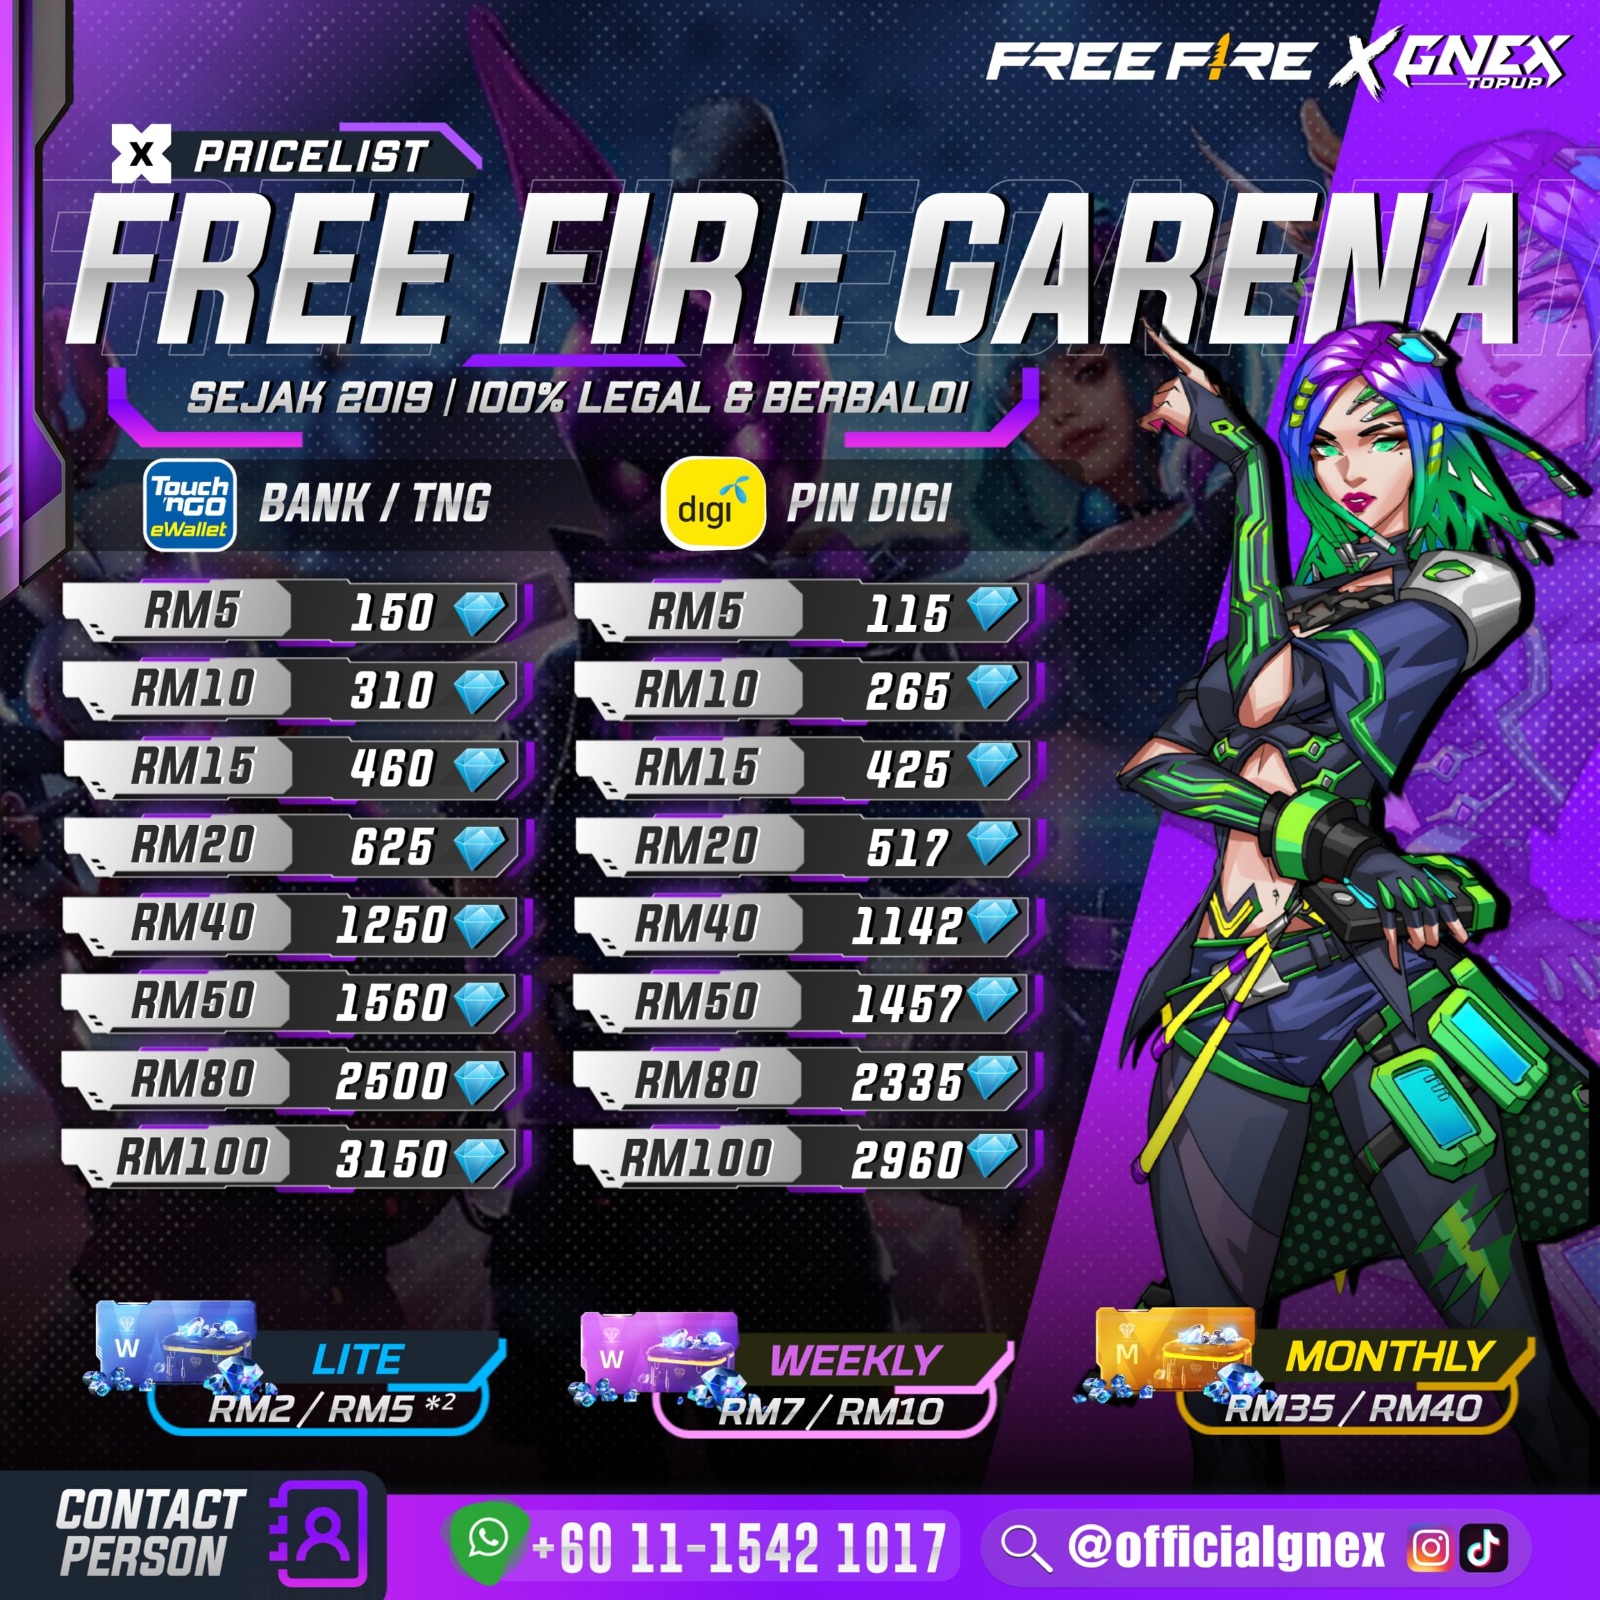 FREE FIRE X GNEX
TOPUP
X PRICELIST
FREE FIRE GARENA
SEJAK 2019 | 100% LEGAL & BERBALOI
Touch 'nGO eWallet BANK / TNG
digi PIN DIGI
RM5 150
RM10 310
RM15 460
RM20 625
RM40 1250
RM50 1560
RM80 2500
RM100 3150
RM5 115
RM10 265
RM15 425
RM20 517
RM40 1142
RM50 1457
RM80 2335
RM100 2960
W LITE
RM2 / RM5 *²
W WEEKLY
RM7 / RM10
M MONTHLY
RM35 / RM40
CONTACT
PERSON
+60 11-1542 1017
@officialgnex